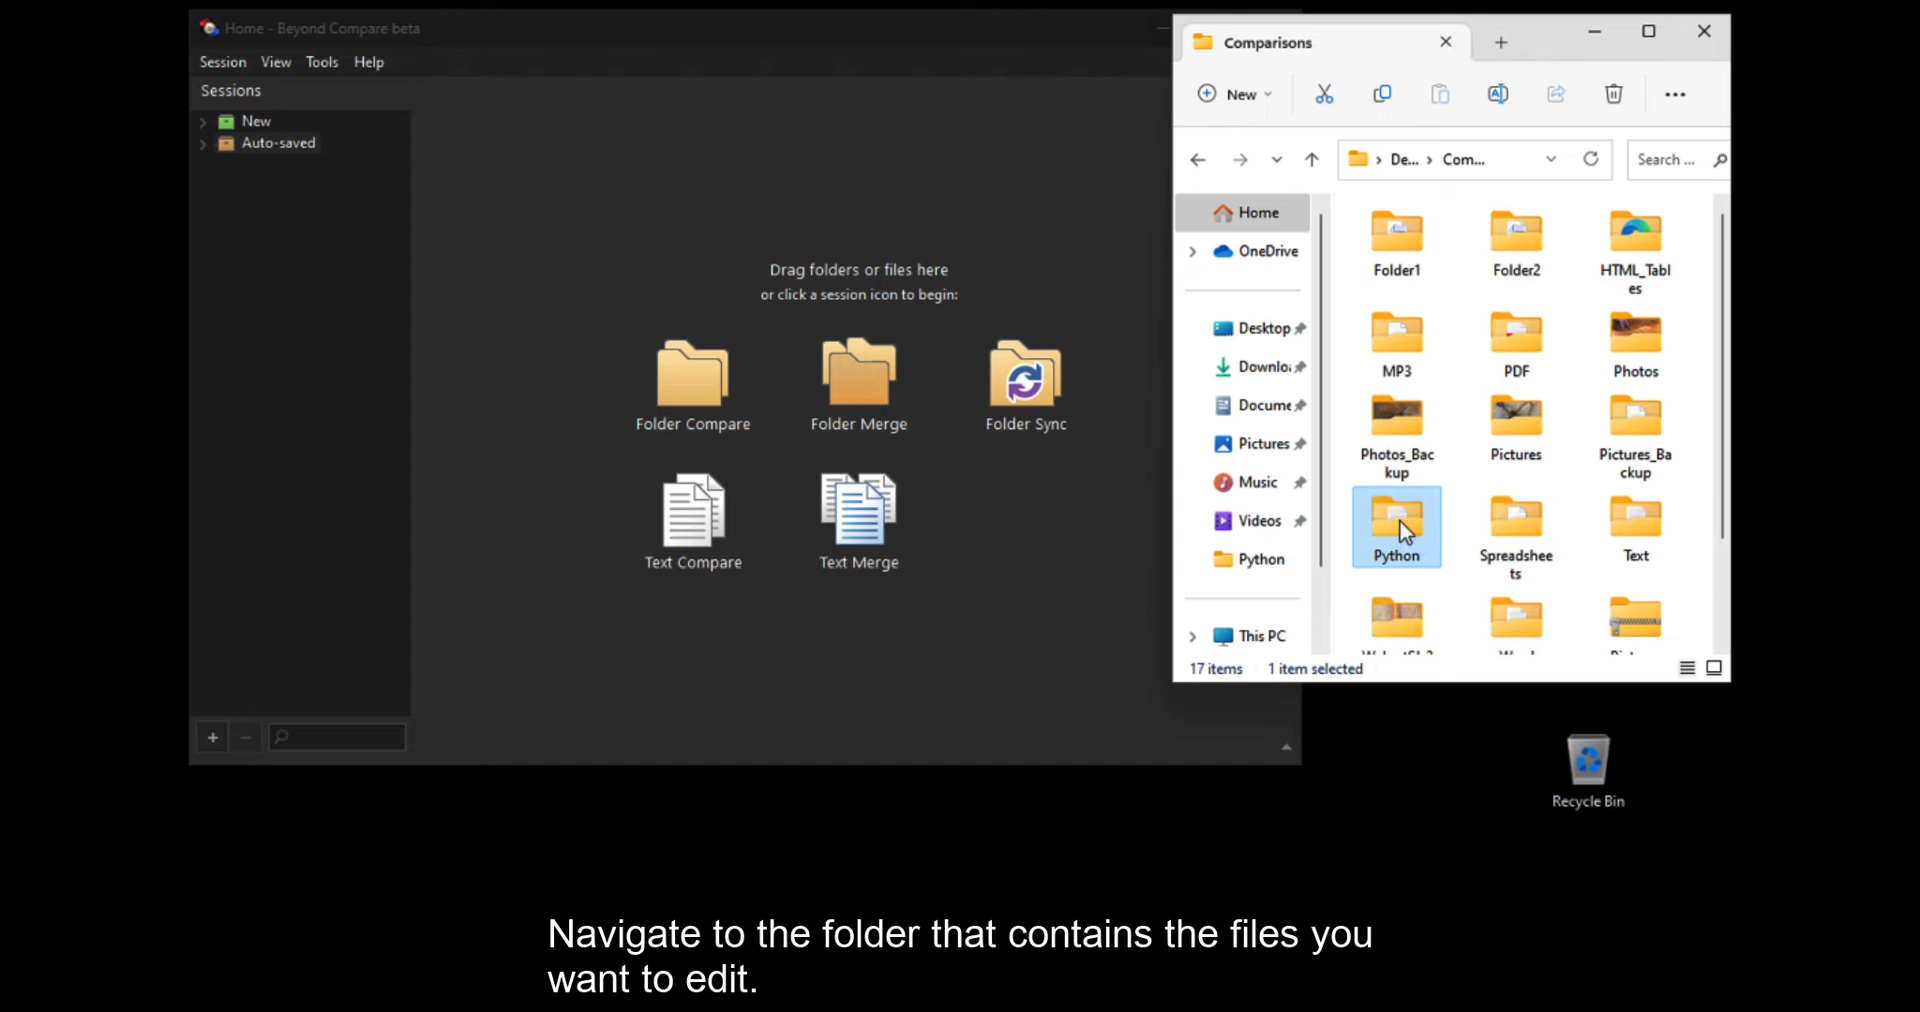 Home - Beyond Compare beta
Session View Tools Help
Sessions
New
Auto-saved
Drag folders or files here
or click a session icon to begin:
Folder Compare
Folder Merge
Folder Sync
Text Compare
Text Merge
Comparisons
New
De... Com...
Search ...
Home
OneDrive
Desktop
Downloa
Docume
Pictures
Music
Videos
Python
This PC
Folder1
Folder2
HTML_Tabl
es
MP3
PDF
Photos
Photos_Bac
kup
Pictures
Pictures_Ba
ckup
Python
Spreadshee
ts
Text
17 items 1 item selected
Recycle Bin
Navigate to the folder that contains the files you
want to edit.